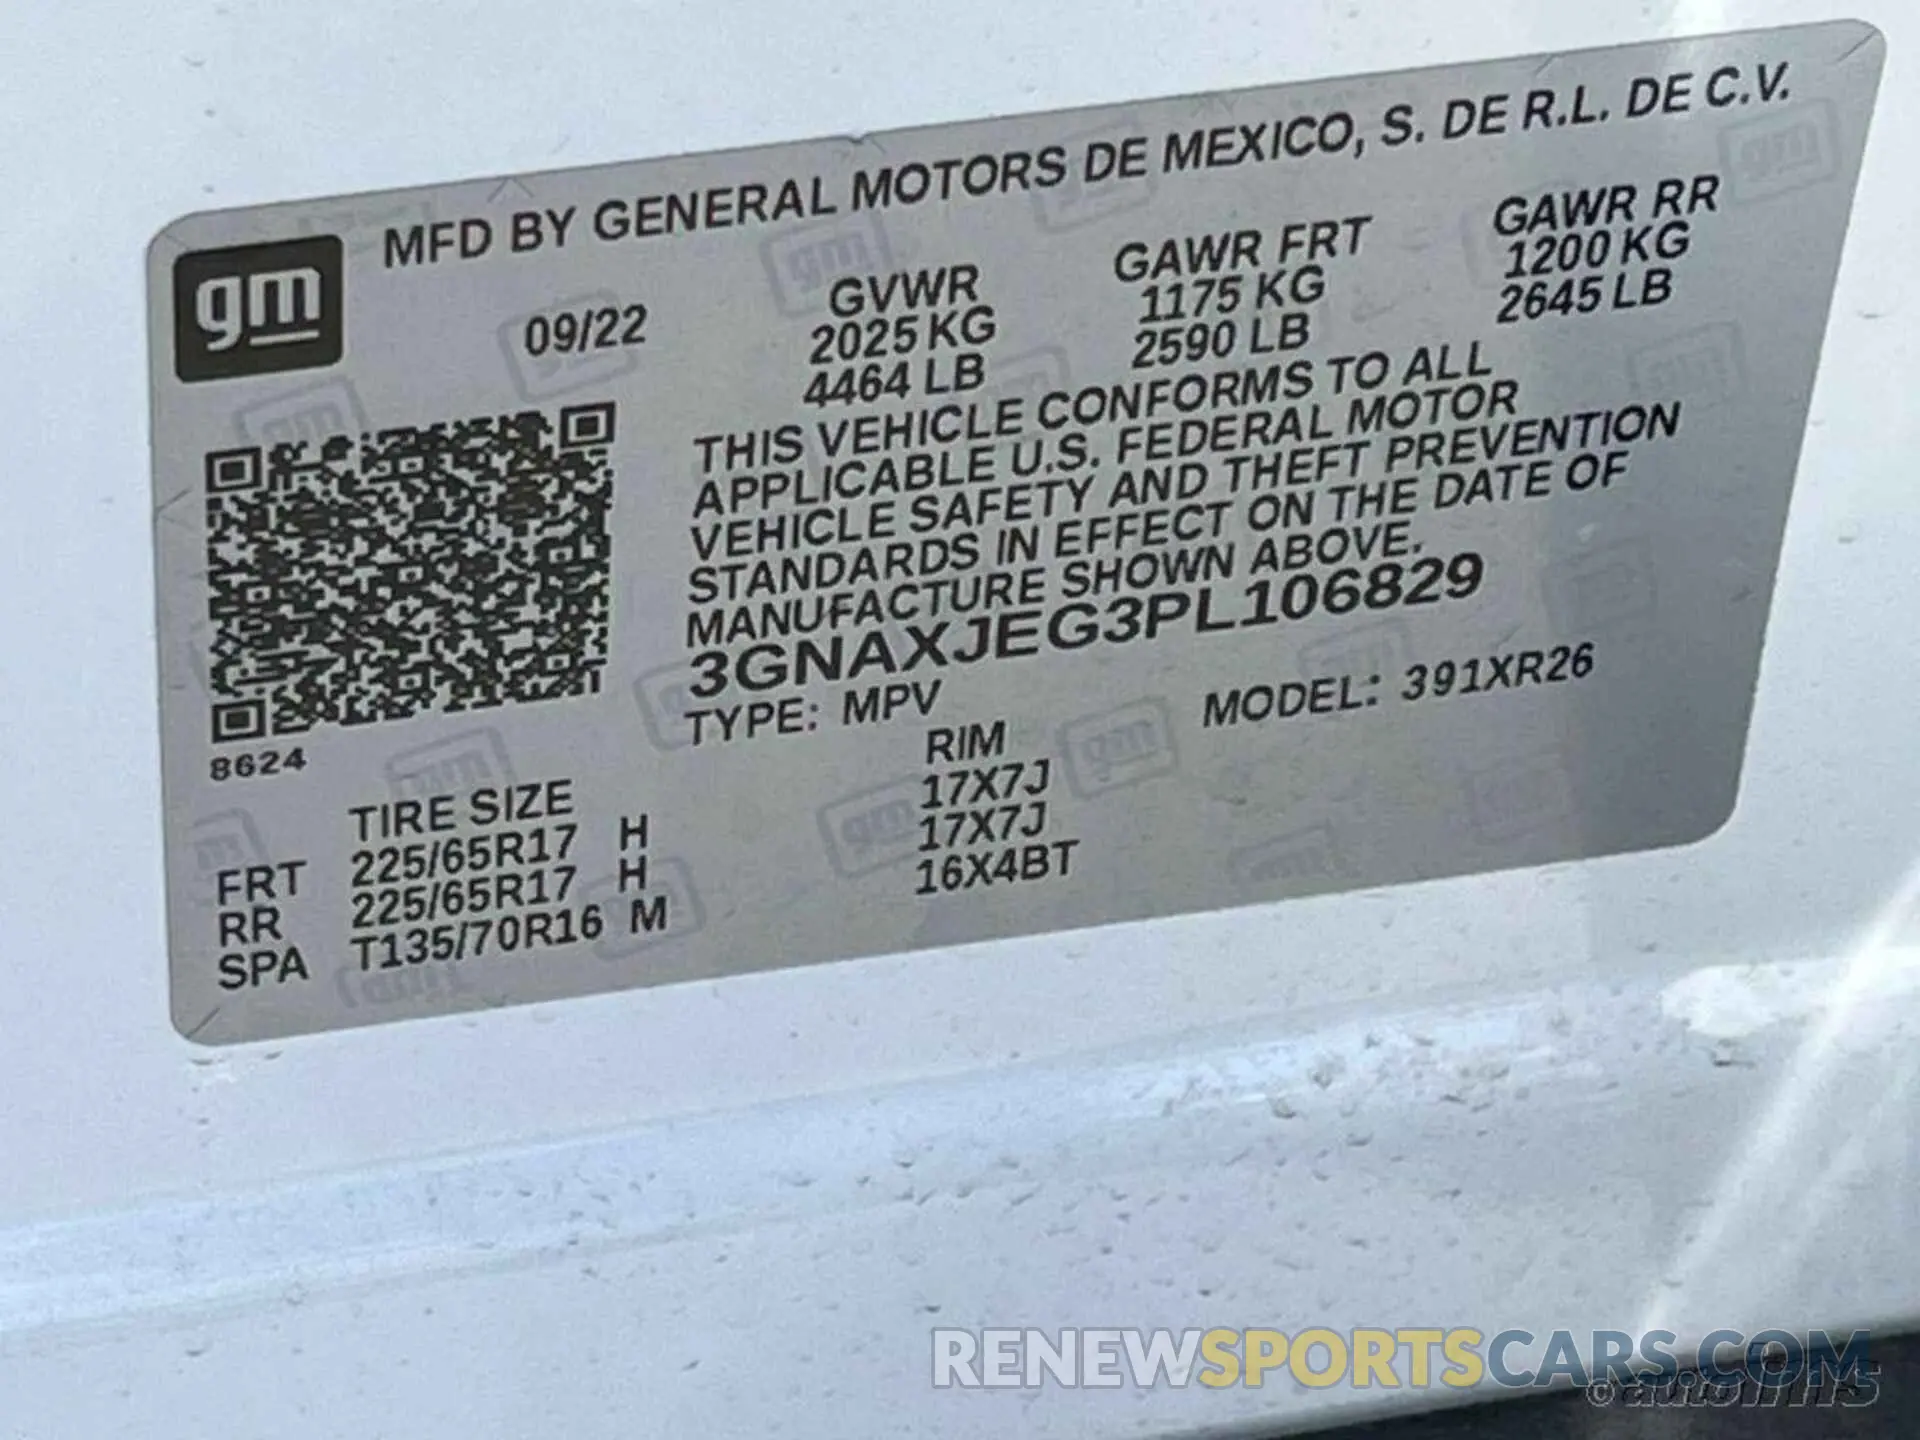 gm
MFD BY GENERAL MOTORS DE MEXICO, S. DE R.L. DE C.V.
09/22 GVWR GAWR FRT GAWR RR
2025 KG 1175 KG 1200 KG
4464 LB 2590 LB 2645 LB
THIS VEHICLE CONFORMS TO ALL
APPLICABLE U.S. FEDERAL MOTOR
VEHICLE SAFETY AND THEFT PREVENTION
STANDARDS IN EFFECT ON THE DATE OF
MANUFACTURE SHOWN ABOVE.
3GNAXJEG3PL106829
TYPE: MPV MODEL: 391XR26
8624
TIRE SIZE RIM
FRT 225/65R17 H 17X7J
RR 225/65R17 H 17X7J
SPA T135/70R16 M 16X4BT
RENEWSPORTSCARS.COM